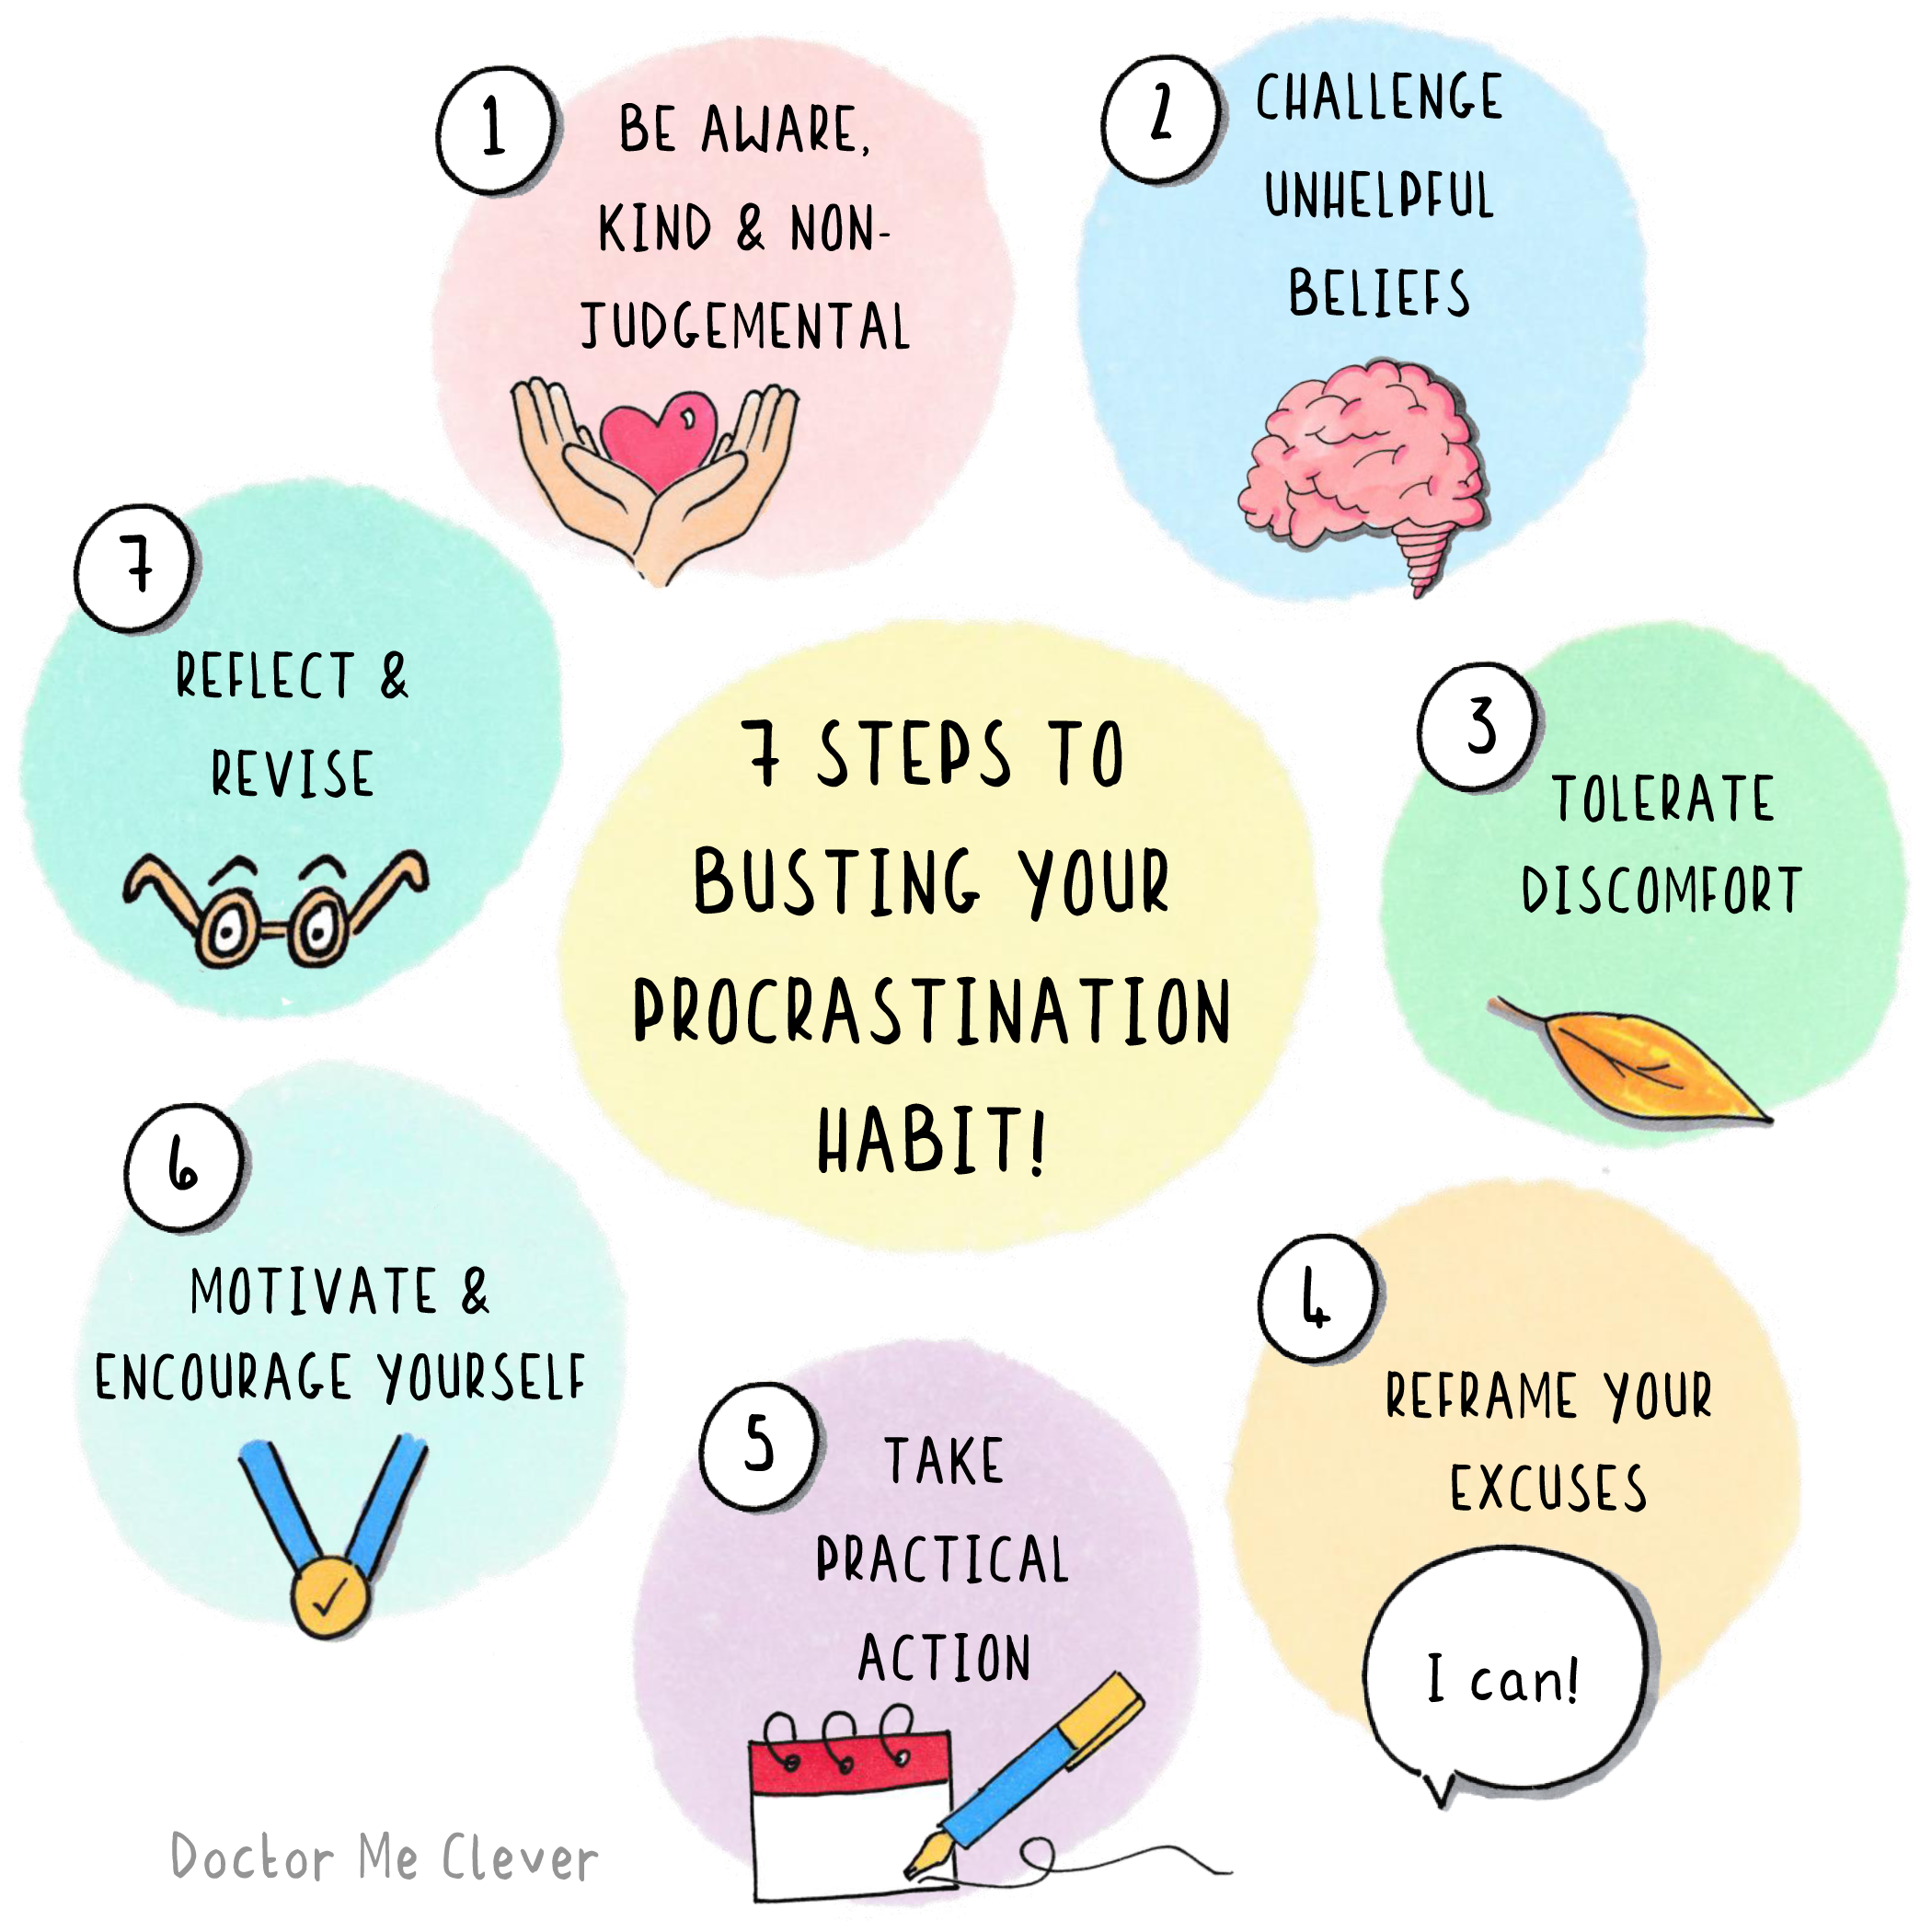 7 STEPS TO
BUSTING YOUR
PROCRASTINATION
HABIT!
1
BE AWARE,
KIND & NON-
JUDGEMENTAL
2
CHALLENGE
UNHELPFUL
BELIEFS
3
TOLERATE
DISCOMFORT
4
REFRAME YOUR
EXCUSES
I can!
5
TAKE
PRACTICAL
ACTION
6
MOTIVATE &
ENCOURAGE YOURSELF
7
REFLECT &
REVISE
Doctor Me Clever